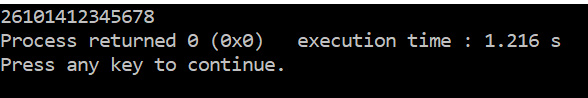 26101412345678
Process returned 0 (0x0)   execution time : 1.216 s
Press any key to continue.